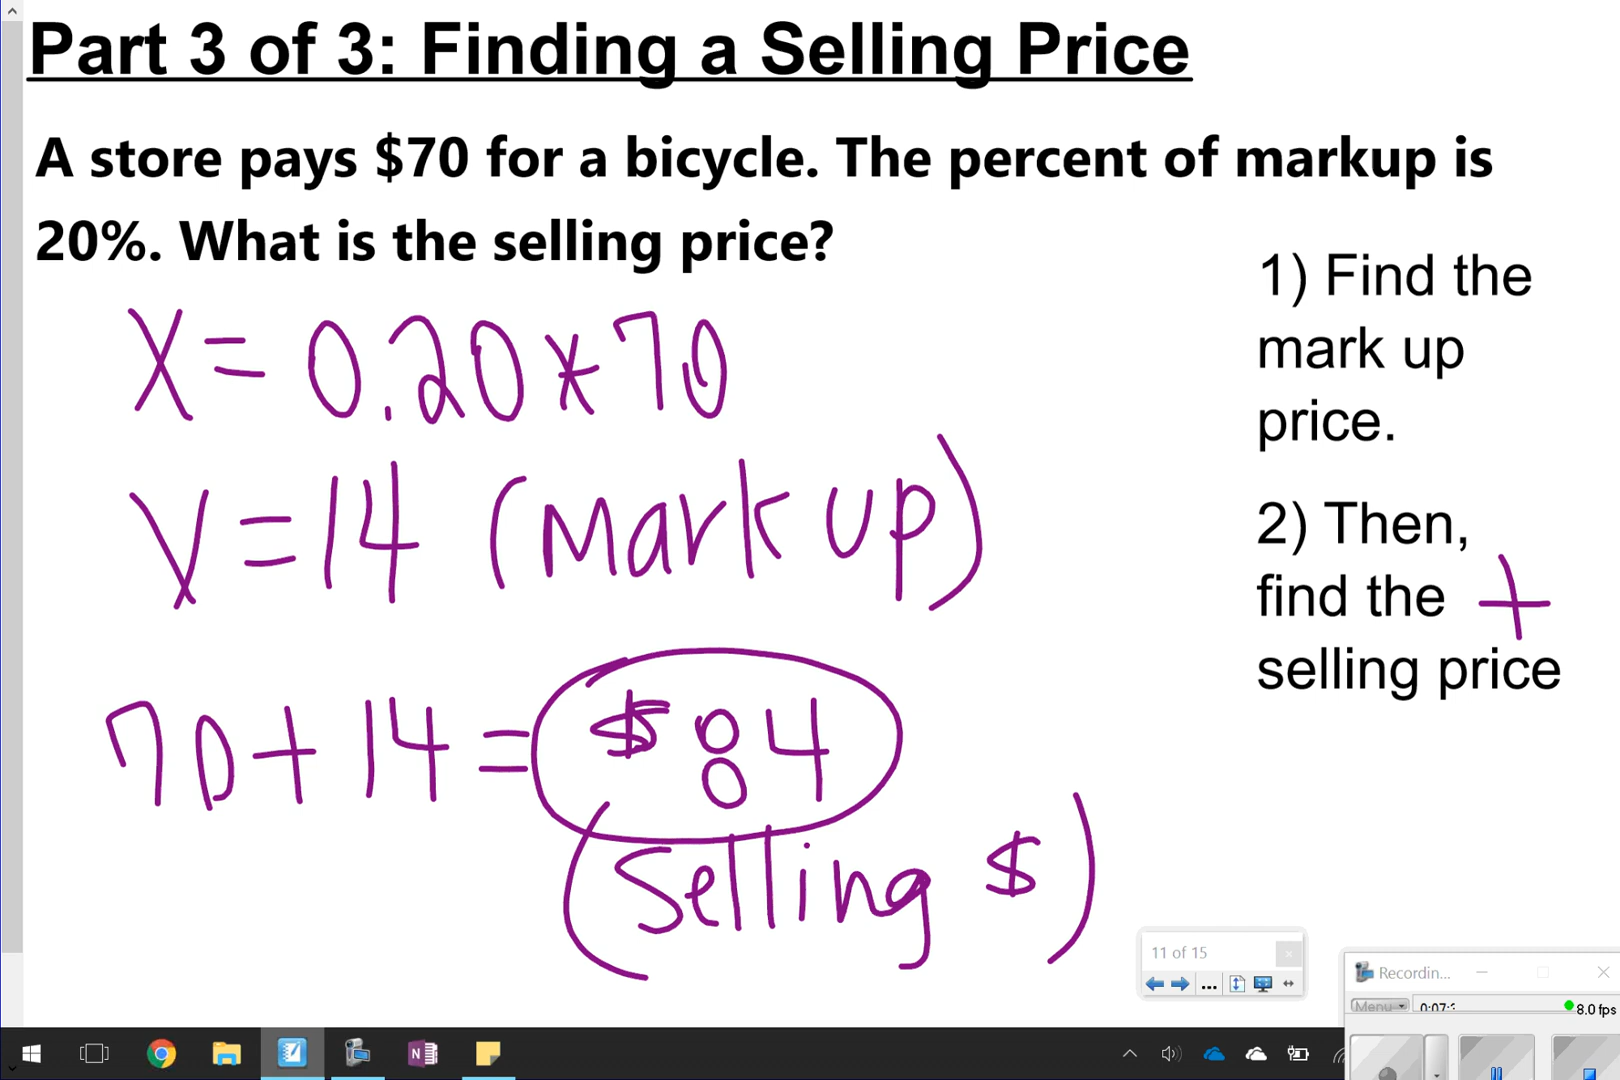 Part 3 of 3: Finding a Selling Price
A store pays $70 for a bicycle. The percent of markup is
20%. What is the selling price?
X = 0.20 * 70
1) Find the
mark up
price.
X = 14 (Mark up)
2) Then,
find the +
selling price
70 + 14 = $84
(Selling $)
11 of 15
Recordin...
Menu
8.0 fps